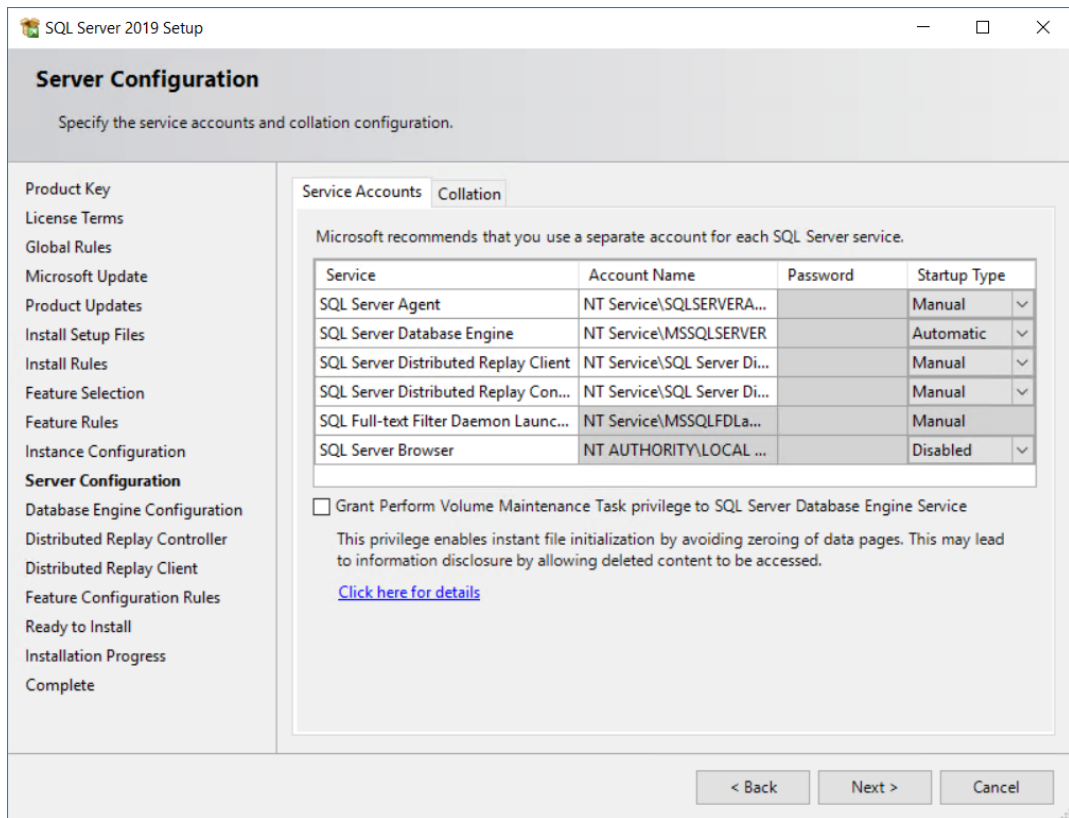 SQL Server 2019 Setup
Server Configuration
Specify the service accounts and collation configuration.
Product Key
License Terms
Global Rules
Microsoft Update
Product Updates
Install Setup Files
Install Rules
Feature Selection
Feature Rules
Instance Configuration
Server Configuration
Database Engine Configuration
Distributed Replay Controller
Distributed Replay Client
Feature Configuration Rules
Ready to Install
Installation Progress
Complete
Service Accounts Collation
Microsoft recommends that you use a separate account for each SQL Server service.
Service Account Name Password Startup Type
SQL Server Agent NT Service\SQLSERVERA... Manual
SQL Server Database Engine NT Service\MSSQLSERVER Automatic
SQL Server Distributed Replay Client NT Service\SQL Server Di... Manual
SQL Server Distributed Replay Con... NT Service\SQL Server Di... Manual
SQL Full-text Filter Daemon Launc... NT Service\MSSQLFDLa... Manual
SQL Server Browser NT AUTHORITY\LOCAL ... Disabled
Grant Perform Volume Maintenance Task privilege to SQL Server Database Engine Service
This privilege enables instant file initialization by avoiding zeroing of data pages. This may lead
to information disclosure by allowing deleted content to be accessed.
Click here for details
< Back Next > Cancel